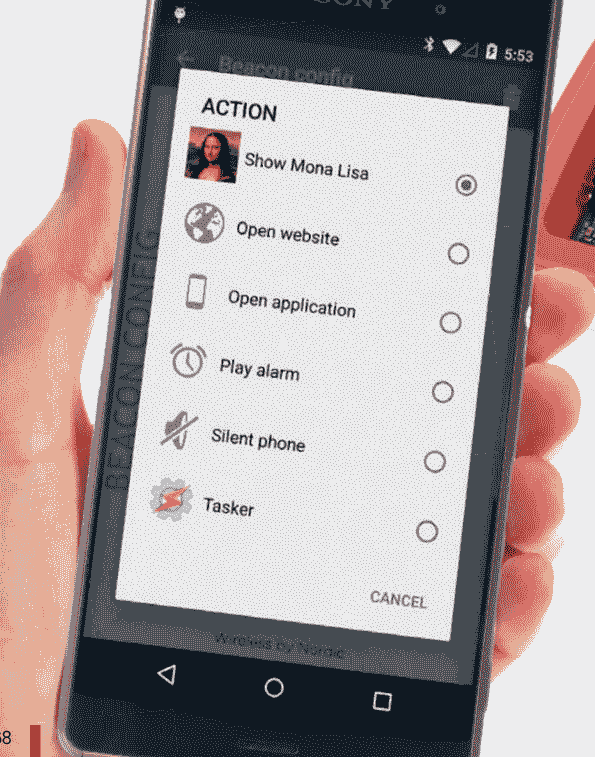 SONY
5:53
Beacon config
ACTION
Show Mona Lisa
Open website
Open application
Play alarm
Silent phone
Tasker
CANCEL
BEACON CONFIG
Wireless by Nordic
68